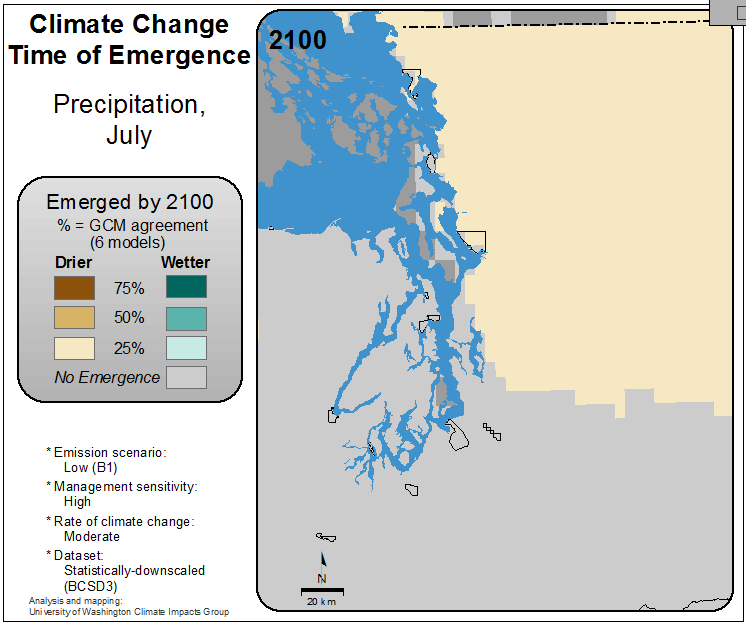 Climate Change
Time of Emergence
Precipitation,
July
Emerged by 2100
% = GCM agreement
(6 models)
Drier Wetter
75%
50%
25%
No Emergence
* Emission scenario:
Low (B1)
* Management sensitivity:
High
* Rate of climate change:
Moderate
* Dataset:
Statistically-downscaled
(BCSD3)
Analysis and mapping:
University of Washington Climate Impacts Group
2100
N
20 km